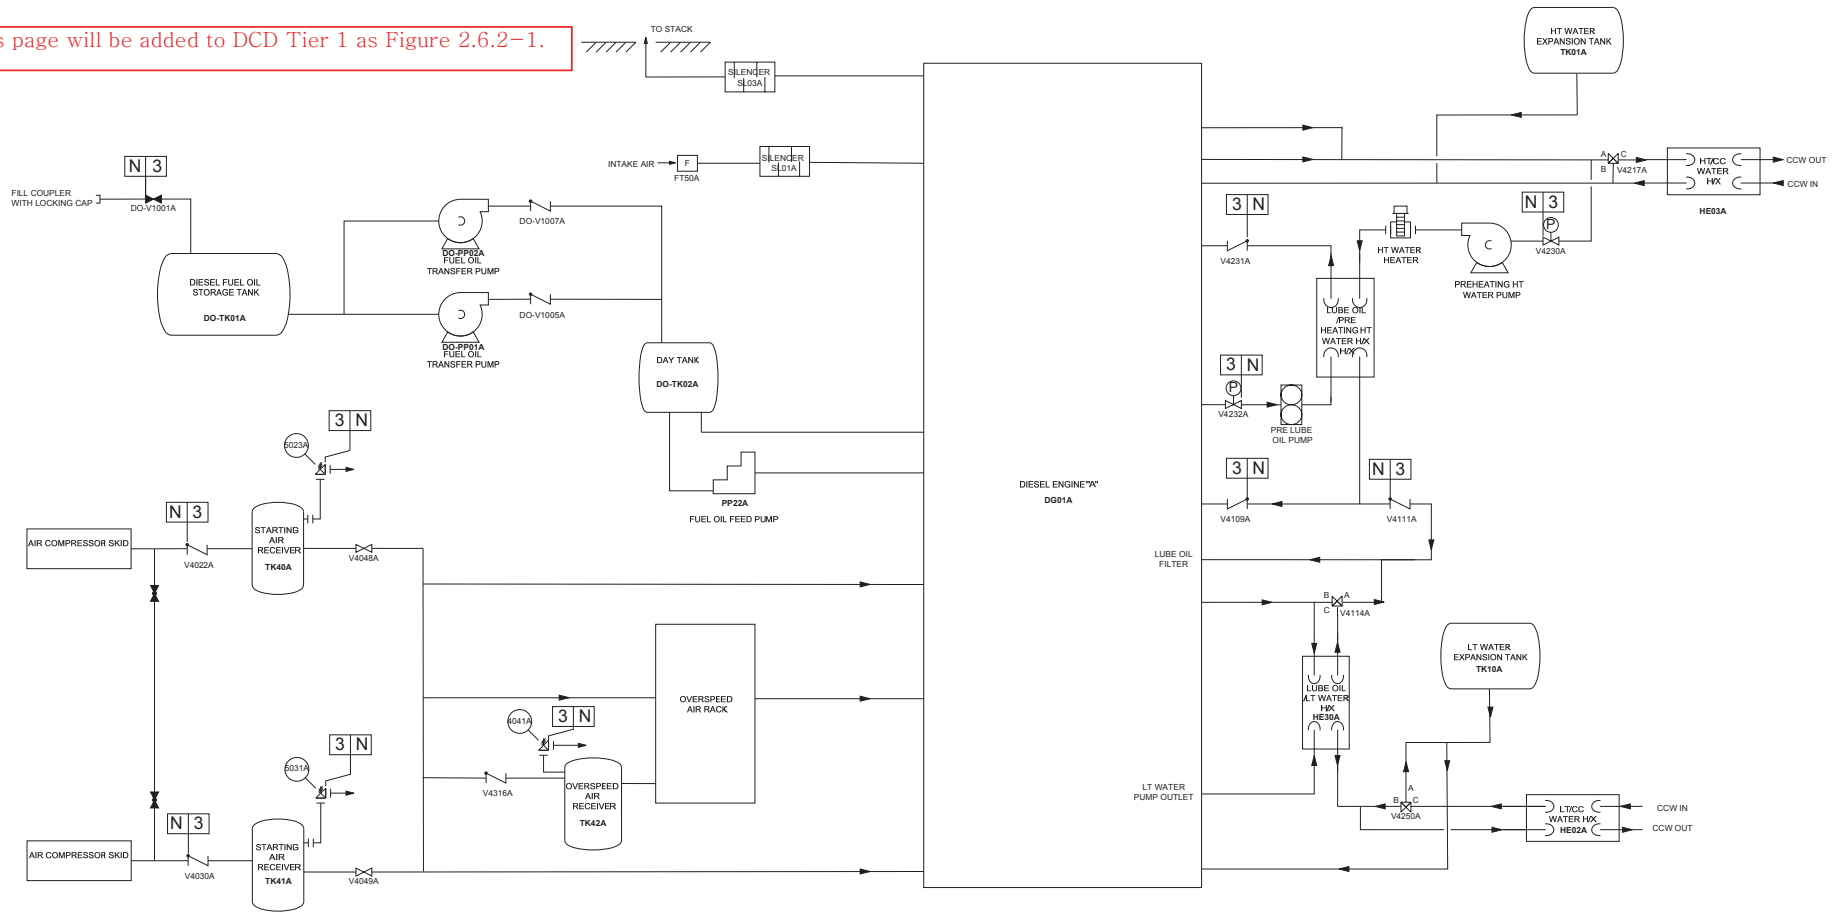 s page will be added to DCD Tier 1 as Figure 2.6.2-1.
TO STACK
SILENCER
SL03A
INTAKE AIR
F
FT50A
SILENCER
SL01A
HT WATER
EXPANSION TANK
TK01A
A
C
B
V4217A
HT/CC
WATER
H/X
HE03A
CCW OUT
CCW IN
N 3
FILL COUPLER
WITH LOCKING CAP
DO-V1001A
DIESEL FUEL OIL
STORAGE TANK
DO-TK01A
DO-PP02A
FUEL OIL
TRANSFER PUMP
DO-V1007A
DO-PP01A
FUEL OIL
TRANSFER PUMP
DO-V1005A
DAY TANK
DO-TK02A
PP22A
FUEL OIL FEED PUMP
3 N
V4231A
HT WATER
HEATER
N 3
P
V4230A
C
PREHEATING HT
WATER PUMP
LUBE OIL
/PRE
HEATING HT
WATER H/X
H/X
3 N
P
V4232A
PRE LUBE
OIL PUMP
DIESEL ENGINE"A"
DG01A
3 N
V4109A
N 3
V4111A
LUBE OIL
FILTER
B
A
C
V4114A
LUBE OIL
/LT WATER
H/X
HE30A
LT WATER
EXPANSION TANK
TK10A
LT WATER
PUMP OUTLET
A
B
C
V4250A
LT/CC
WATER H/X
HE02A
CCW IN
CCW OUT
3 N
5023A
N 3
AIR COMPRESSOR SKID
V4022A
STARTING
AIR
RECEIVER
TK40A
V4048A
OVERSPEED
AIR RACK
3 N
4041A
V4316A
OVERSPEED
AIR
RECEIVER
TK42A
3 N
5031A
N 3
AIR COMPRESSOR SKID
V4030A
STARTING
AIR
RECEIVER
TK41A
V4049A